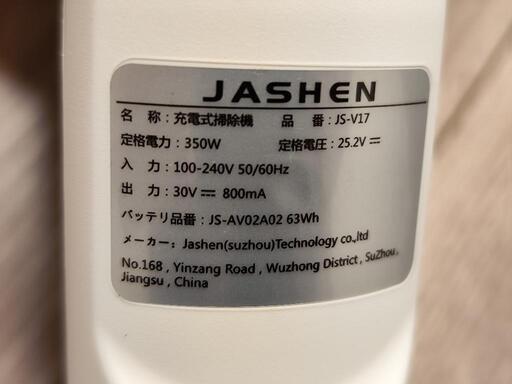 JASHEN
名 称：充電式掃除機 品 番：JS-V17
定格電力：350W 定格電圧：25.2V⎓
入 力：100-240V 50/60Hz
出 力：30V ⎓ 800mA
バッテリ品番：JS-AV02A02 63Wh
メーカー：Jashen(suzhou)Technology co.,ltd
No.168 , Yinzang Road , Wuzhong District , SuZhou,
Jiangsu , China